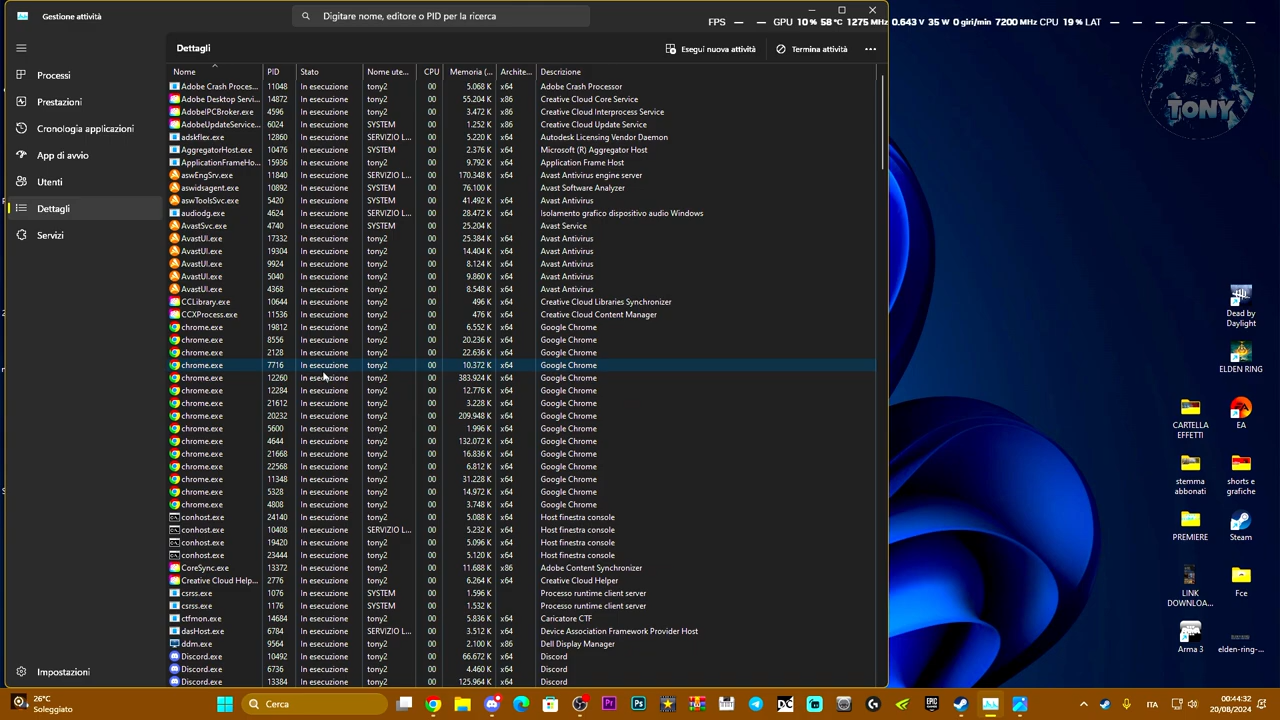 Gestione attività
Digitare nome, editore o PID per la ricerca
FPS — — GPU 10 % 58 °C 1275 MHz 0.643 V 35 W 0 giri/min 7200 MHz CPU 19 % LAT — — — — —
Dettagli
Esegui nuova attività
Termina attività
Processi
Prestazioni
Cronologia applicazioni
App di avvio
Utenti
Dettagli
Servizi
Impostazioni
Nome PID Stato Nome ute... CPU Memoria (... Archite... Descrizione
Adobe Crash Proces... 11048 In esecuzione tony2 00 5.068 K x64 Adobe Crash Processor
Adobe Desktop Servi... 14872 In esecuzione tony2 00 55.204 K x86 Creative Cloud Core Service
AdobeIPCBroker.exe 4596 In esecuzione tony2 00 3.672 K x86 Creative Cloud Interprocess Service
AdobeUpdateService... 6024 In esecuzione SYSTEM 00 1.252 K x86 Creative Cloud Update Service
adskflex.exe 12860 In esecuzione SERVIZIO L... 00 5.220 K x64 Autodesk Licensing Vendor Daemon
AggregatorHost.exe 10476 In esecuzione SYSTEM 00 2.376 K x64 Microsoft (R) Aggregator Host
ApplicationFrameHo... 15936 In esecuzione tony2 00 9.792 K x64 Application Frame Host
aswEngSrv.exe 11840 In esecuzione SERVIZIO L... 00 170.348 K x64 Avast Antivirus engine server
aswidsagent.exe 10892 In esecuzione SYSTEM 00 76.100 K x64 Avast Software Analyzer
aswToolsSvc.exe 5420 In esecuzione SYSTEM 00 41.492 K x64 Avast Antivirus
audiodg.exe 4624 In esecuzione SERVIZIO L... 00 28.472 K x64 Isolamento grafico dispositivo audio Windows
AvastSvc.exe 4740 In esecuzione SYSTEM 00 25.204 K x64 Avast Service
AvastUI.exe 17332 In esecuzione tony2 00 25.384 K x64 Avast Antivirus
AvastUI.exe 19304 In esecuzione tony2 00 14.404 K x64 Avast Antivirus
AvastUI.exe 9924 In esecuzione tony2 00 8.124 K x64 Avast Antivirus
AvastUI.exe 5040 In esecuzione tony2 00 9.860 K x64 Avast Antivirus
AvastUI.exe 4368 In esecuzione tony2 00 8.548 K x64 Avast Antivirus
CCLibrary.exe 10644 In esecuzione tony2 00 496 K x64 Creative Cloud Libraries Synchronizer
CCXProcess.exe 11536 In esecuzione tony2 00 476 K x64 Creative Cloud Content Manager
chrome.exe 19812 In esecuzione tony2 00 6.552 K x64 Google Chrome
chrome.exe 8556 In esecuzione tony2 00 20.236 K x64 Google Chrome
chrome.exe 2128 In esecuzione tony2 00 22.636 K x64 Google Chrome
chrome.exe 7716 In esecuzione tony2 00 10.372 K x64 Google Chrome
chrome.exe 12260 In esecuzione tony2 00 383.924 K x64 Google Chrome
chrome.exe 12284 In esecuzione tony2 00 12.776 K x64 Google Chrome
chrome.exe 21612 In esecuzione tony2 00 3.228 K x64 Google Chrome
chrome.exe 20232 In esecuzione tony2 00 209.948 K x64 Google Chrome
chrome.exe 5600 In esecuzione tony2 00 1.996 K x64 Google Chrome
chrome.exe 4644 In esecuzione tony2 00 132.072 K x64 Google Chrome
chrome.exe 21668 In esecuzione tony2 00 16.836 K x64 Google Chrome
chrome.exe 22568 In esecuzione tony2 00 6.812 K x64 Google Chrome
chrome.exe 11348 In esecuzione tony2 00 31.228 K x64 Google Chrome
chrome.exe 5328 In esecuzione tony2 00 14.972 K x64 Google Chrome
chrome.exe 4808 In esecuzione tony2 00 3.748 K x64 Google Chrome
conhost.exe 24140 In esecuzione tony2 00 5.088 K x64 Host finestra console
conhost.exe 10408 In esecuzione SERVIZIO L... 00 5.232 K x64 Host finestra console
conhost.exe 19420 In esecuzione tony2 00 5.096 K x64 Host finestra console
conhost.exe 23444 In esecuzione tony2 00 5.120 K x64 Host finestra console
CoreSync.exe 13372 In esecuzione tony2 00 11.688 K x64 Adobe Content Synchronizer
Creative Cloud Help... 2776 In esecuzione tony2 00 6.264 K x64 Creative Cloud Helper
csrss.exe 1076 In esecuzione SYSTEM 00 1.596 K x64 Processo runtime client server
csrss.exe 1176 In esecuzione SYSTEM 00 1.532 K x64 Processo runtime client server
ctfmon.exe 14684 In esecuzione tony2 00 5.836 K x64 Caricatore CTF
dasHost.exe 6784 In esecuzione SERVIZIO L... 00 3.512 K x64 Device Association Framework Provider Host
ddm.exe 9564 In esecuzione tony2 00 2.100 K x86 Dell Display Manager
Discord.exe 10492 In esecuzione tony2 00 66.672 K x64 Discord
Discord.exe 6736 In esecuzione tony2 00 4.460 K x64 Discord
Discord.exe 13384 In esecuzione tony2 00 125.964 K x64 Discord
TONY
Dead by
Daylight
ELDEN RING
CARTELLA
EFFETTI
EA
stemma
abbonati
shorts e
grafiche
PREMIERE
Steam
LINK
DOWNLOA...
Fce
Arma 3
elden-ring-...
26°C
Soleggiato
Cerca
ITA
00:44:32
20/08/2024